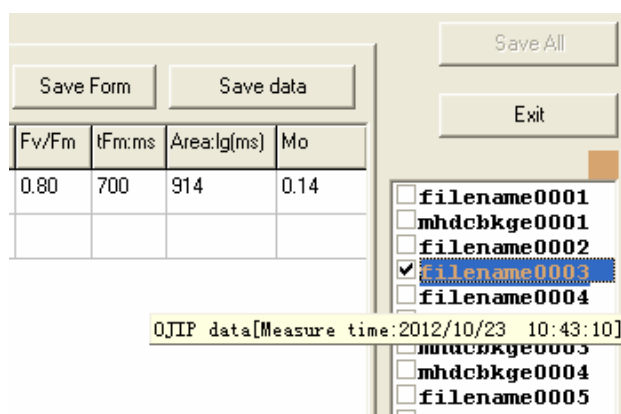 Save All
Save Form
Save data
Exit
Fv/Fm
tFm:ms
Area:lg(ms)
Mo
0.80
700
914
0.14
filename0001
mhdcbkge0001
filename0002
filename0003
filename0004
OJIP data[Measure time:2012/10/23 10:43:10]
mhdcbkge0003
mhdcbkge0004
filename0005